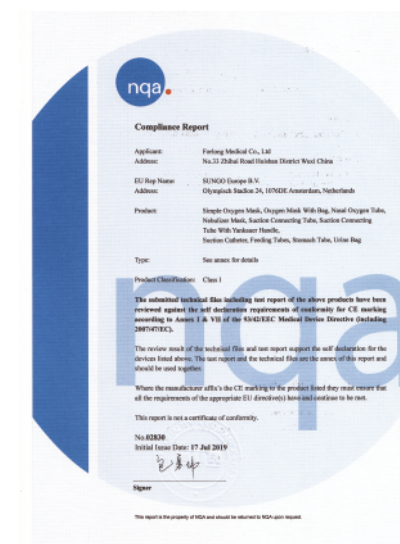 nqa.
Compliance Report
Applicant: Forlong Medical Co., Ltd
Address: No.33 Zhihui Road Huishan District Wuxi China
EU Rep Name: SUNGO Europe B.V.
Address: Olympisch Stadion 24, 1076DE Amsterdam, Netherlands
Product: Simple Oxygen Mask, Oxygen Mask With Bag, Nasal Oxygen Tube,
Nebulizer Mask, Suction Connecting Tube, Suction Connecting
Tube With Yankauer Handle,
Suction Catheter, Feeding Tubes, Stomach Tube, Urine Bag
Type: See annex for details
Product Classification: Class I
The submitted technical files including test report of the above products have been
reviewed against the self declaration requirements of conformity for CE marking
according to Annex I & VII of the 93/42/EEC Medical Device Directive (including
2007/47/EC).
The review result of the technical files and test report support the self declaration for the
devices listed above. The test report and the technical files are the annex of this report and
should be used together.
Where the manufacturer affix's the CE marking to the product listed they must ensure that
all the requirements of the appropriate EU directive(s) have and continue to be met.
This report is not a certificate of conformity.
No.02830
Initial Issue Date: 17 Jul 2019
Signer
This report is the property of NQA and should be returned to NQA upon request.
nqa